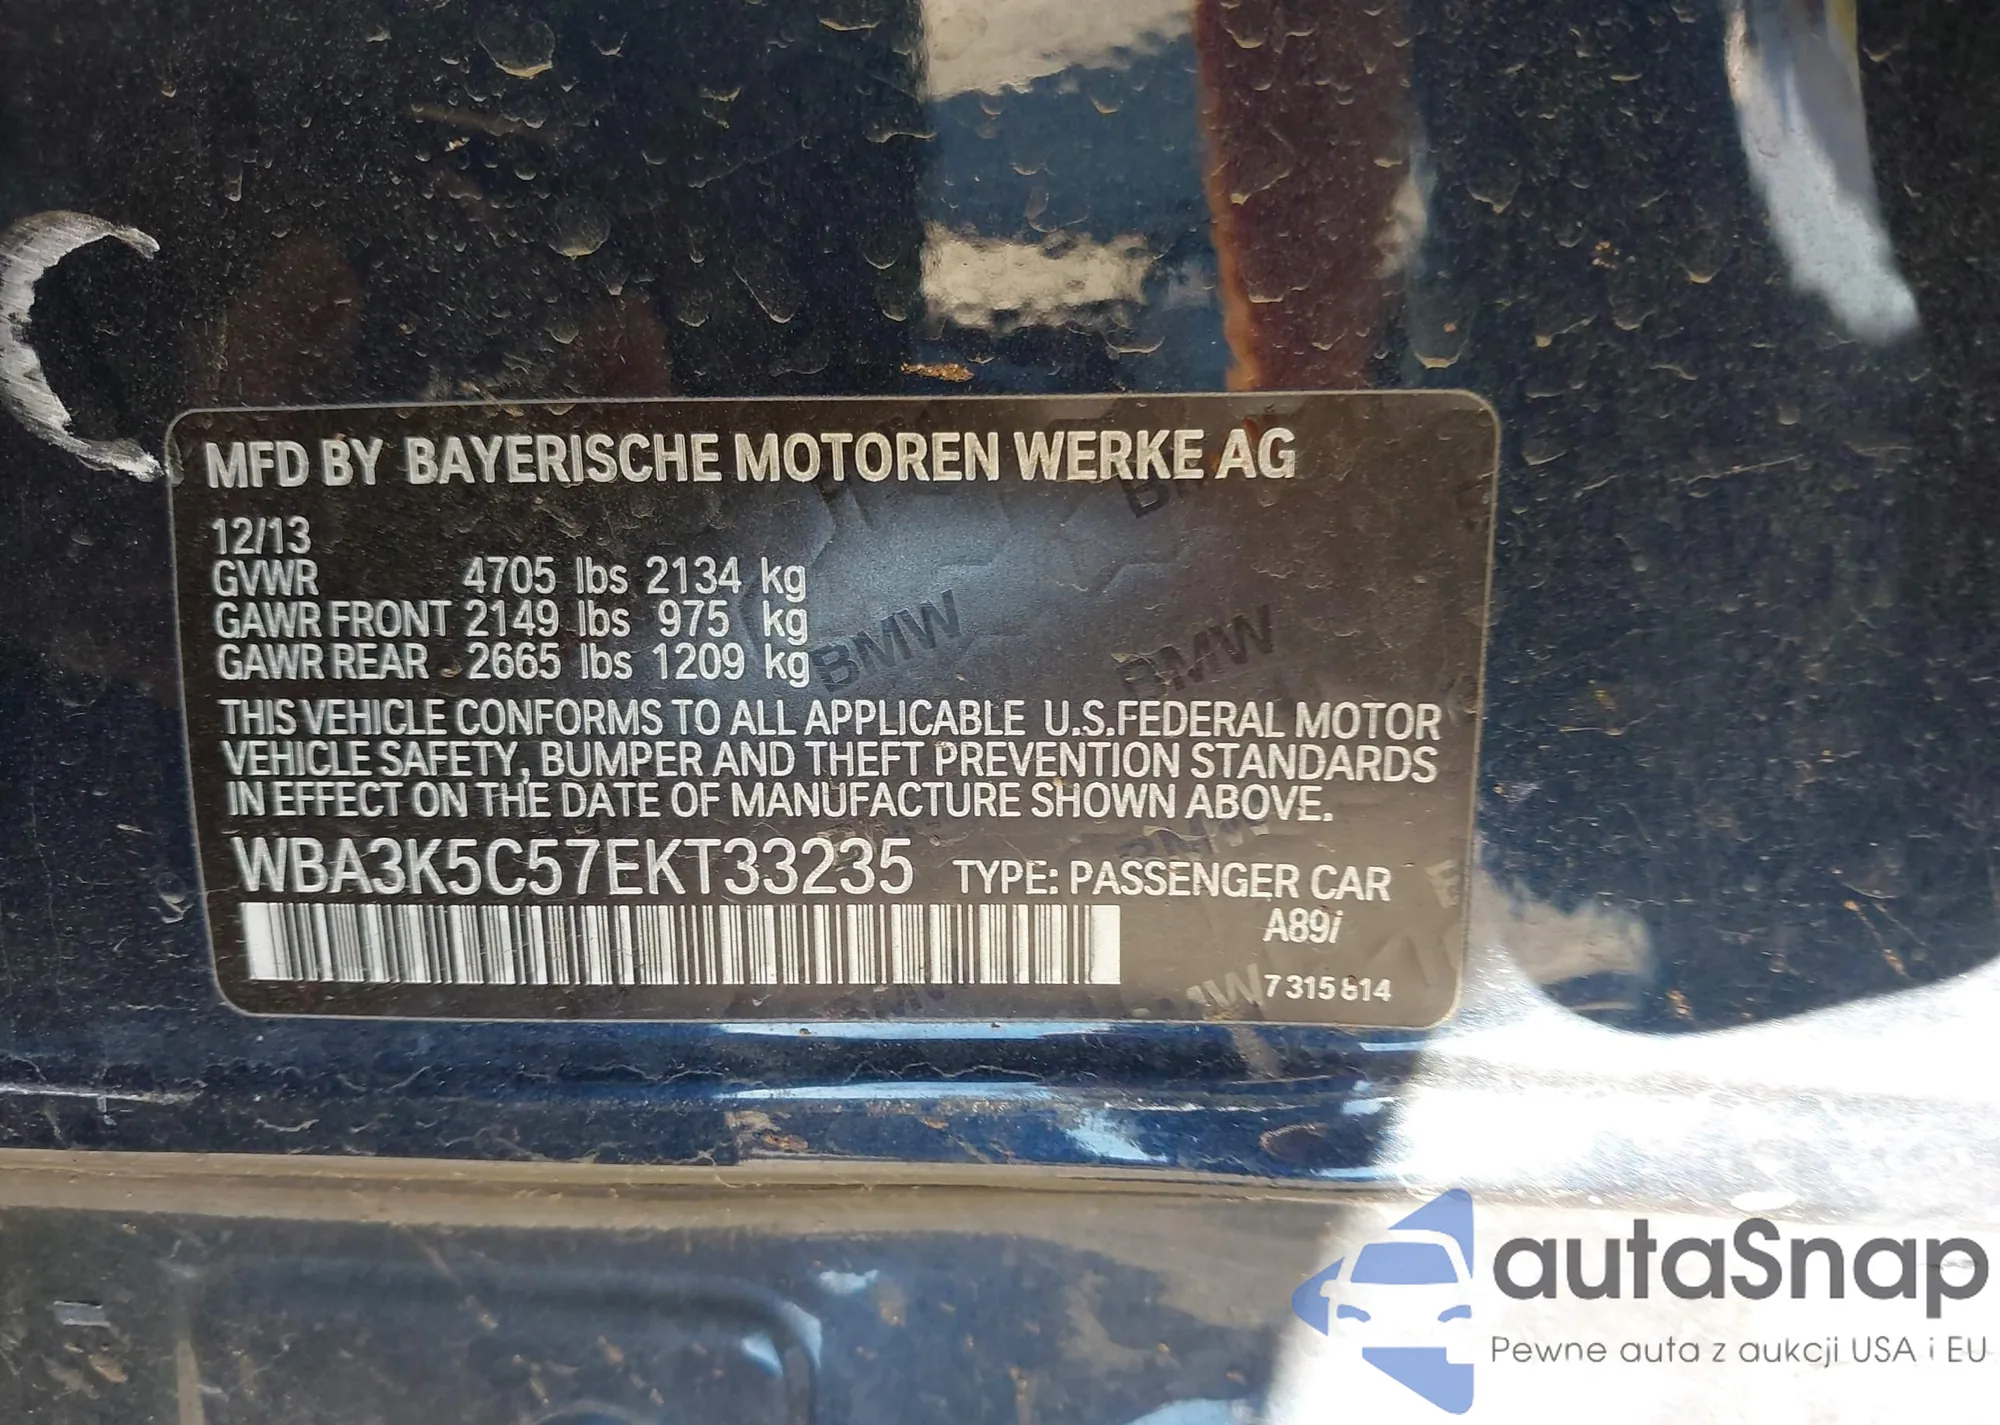 MFD BY BAYERISCHE MOTOREN WERKE AG
12/13
GVWR 4705 lbs 2134 kg
GAWR FRONT 2149 lbs 975 kg
GAWR REAR 2665 lbs 1209 kg
THIS VEHICLE CONFORMS TO ALL APPLICABLE U.S.FEDERAL MOTOR
VEHICLE SAFETY, BUMPER AND THEFT PREVENTION STANDARDS
IN EFFECT ON THE DATE OF MANUFACTURE SHOWN ABOVE.
WBA3K5C57EKT33235 TYPE: PASSENGER CAR
A89i
7315814
BMW
BMW
autaSnap
Pewne auta z aukcji USA i EU